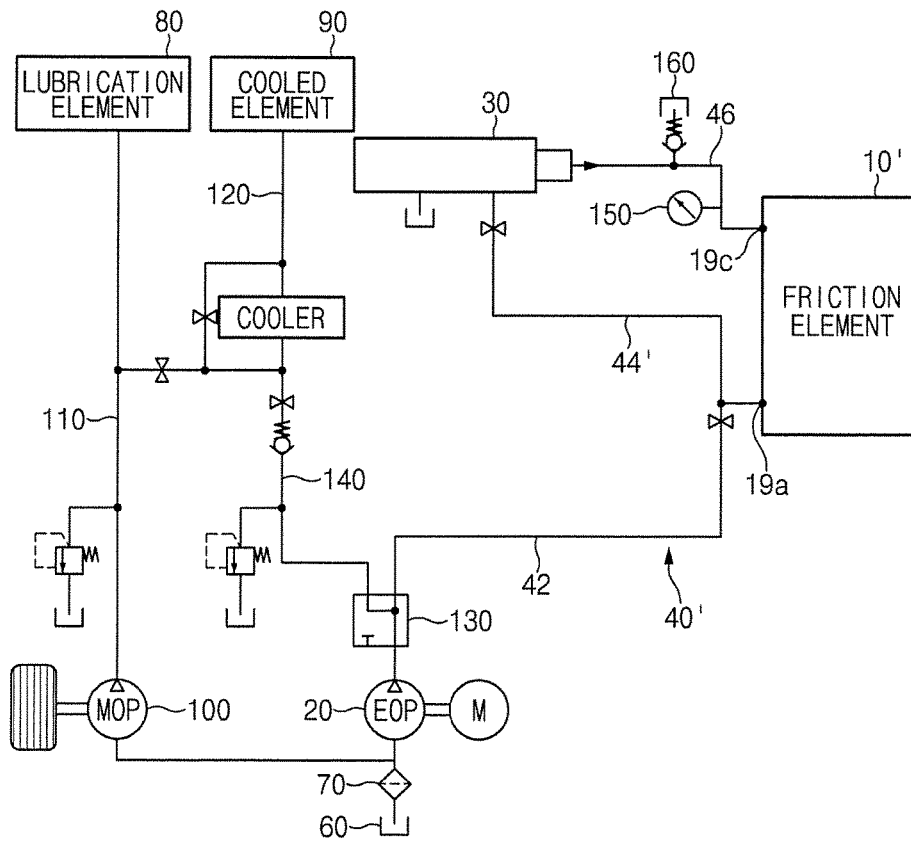 80
90
LUBRICATION
ELEMENT
COOLED
ELEMENT
160
30
46
10'
120
150
19c
COOLER
FRICTION
ELEMENT
44'
110
19a
140
42
40'
130
MOP
100
20
EOP
M
70
60